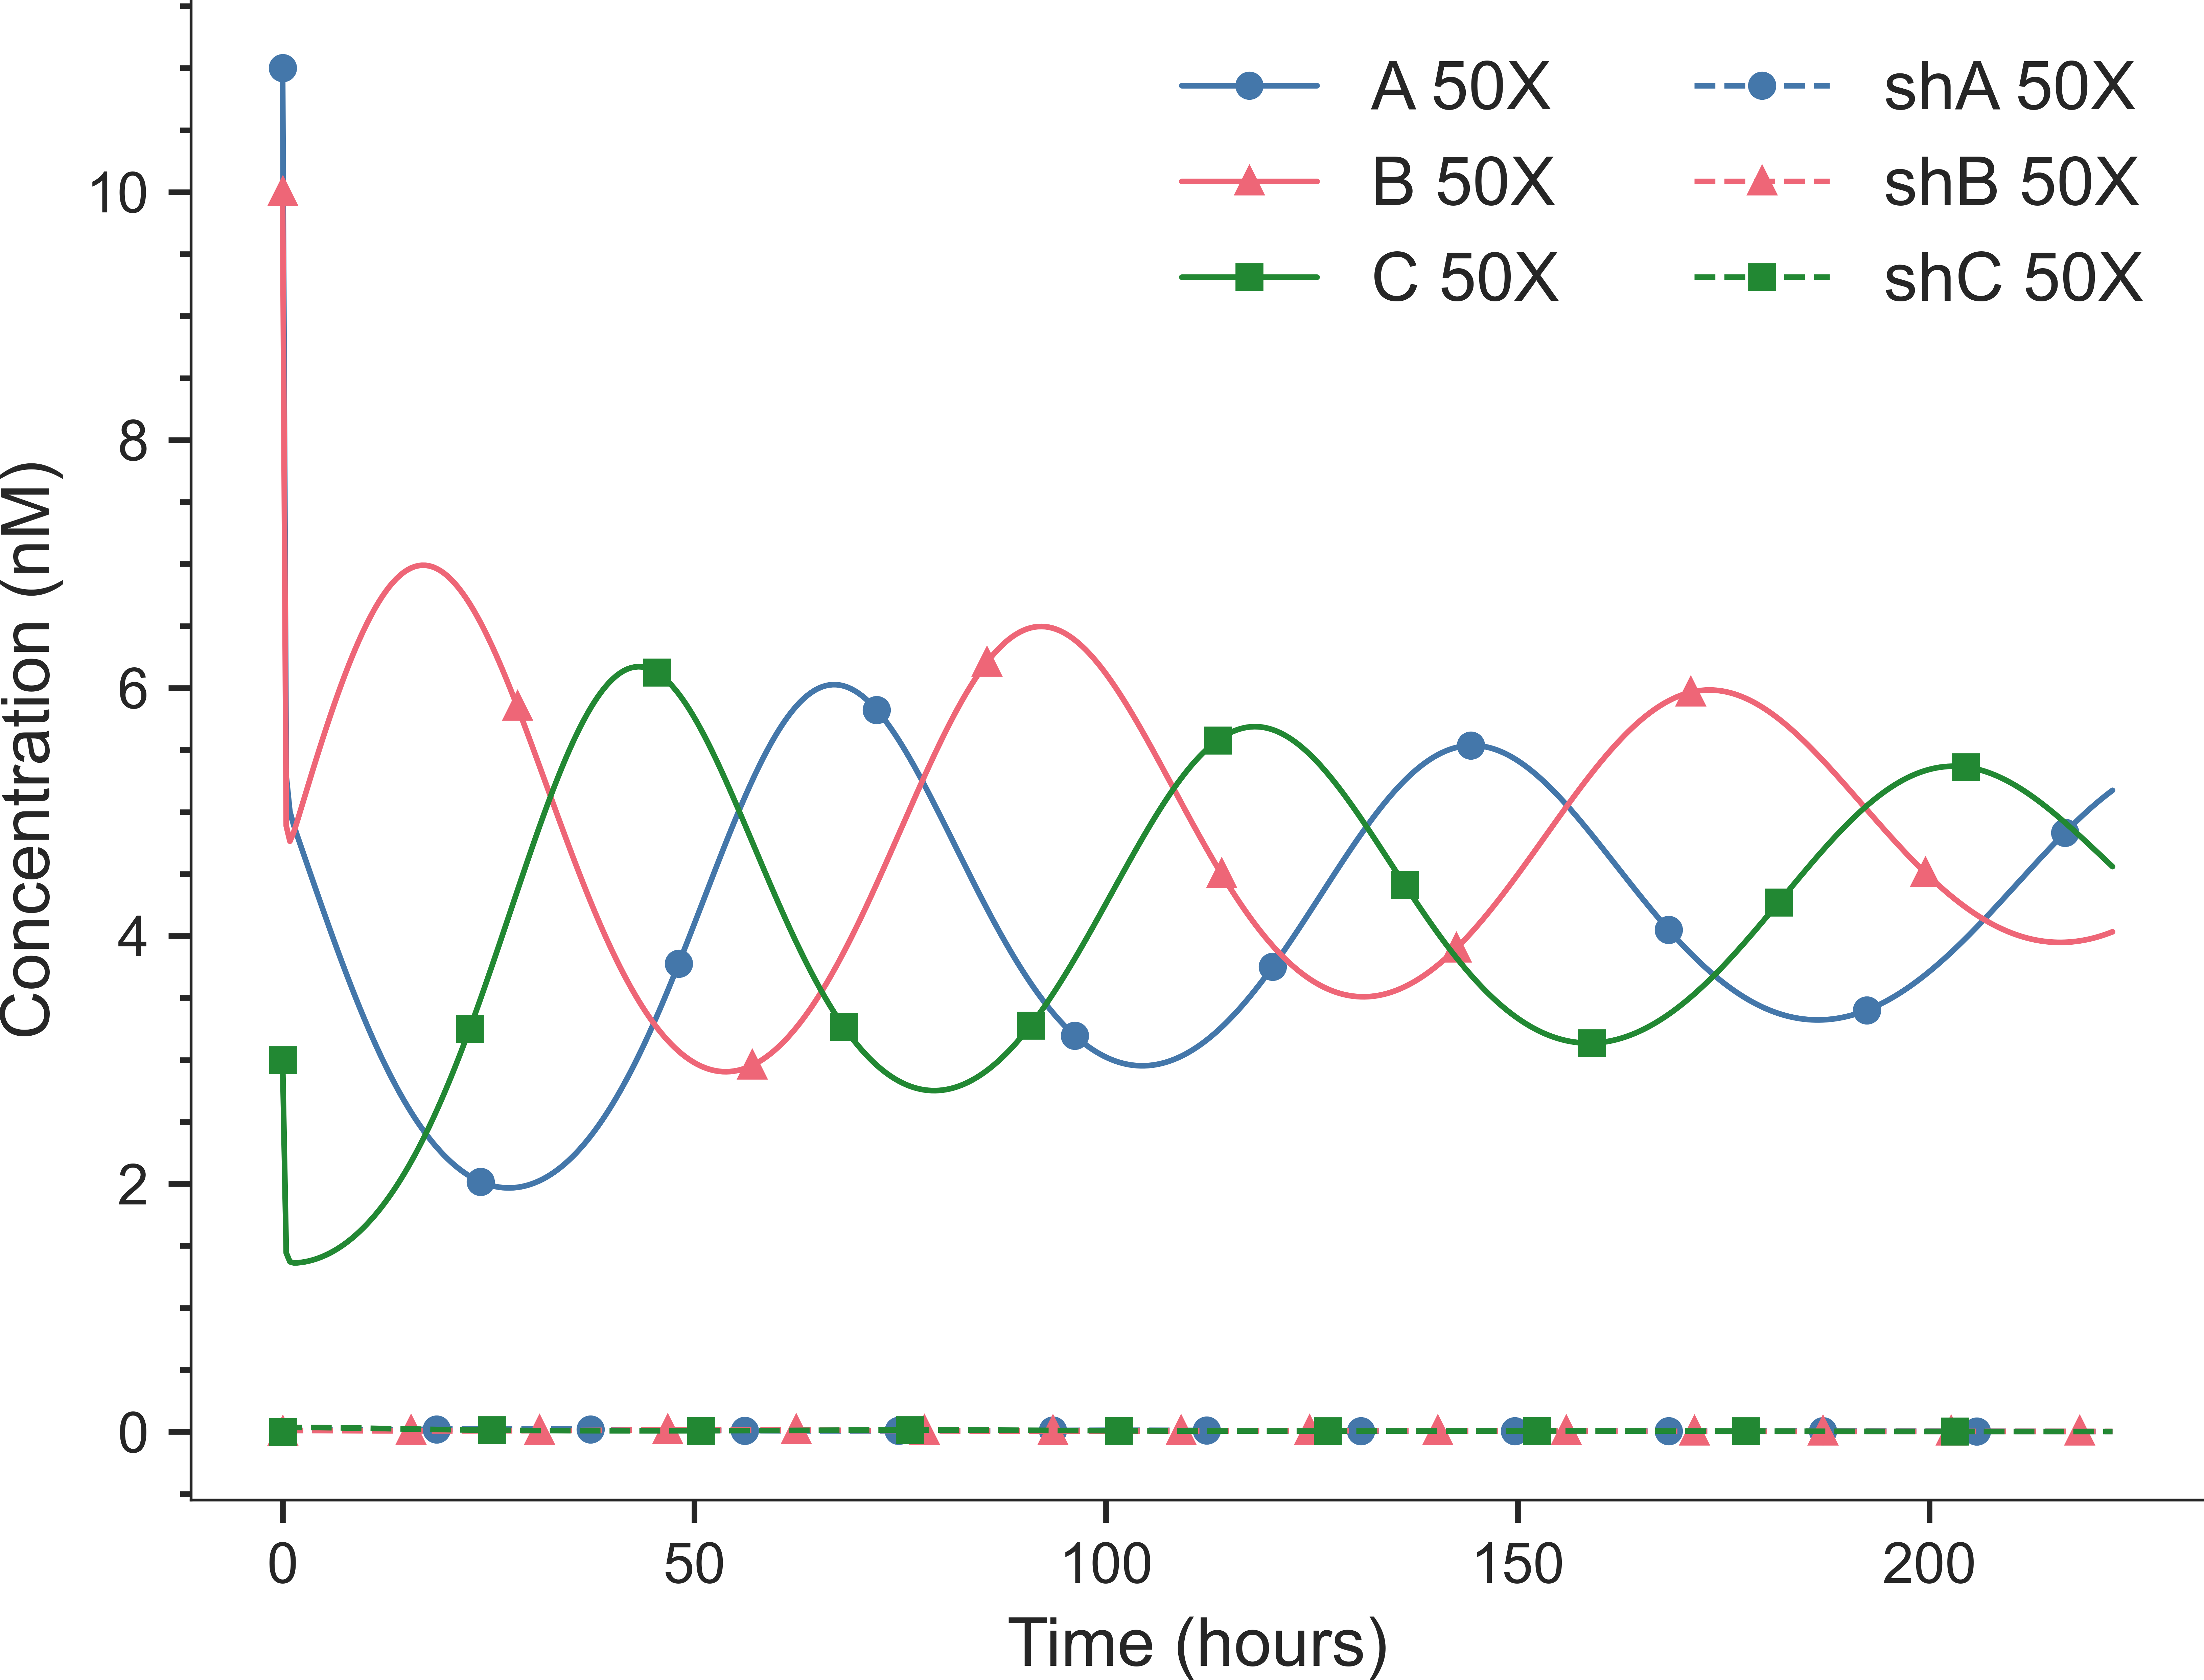 A 50X
B 50X
C 50X
shA 50X
shB 50X
shC 50X
Concentration (nM)
10
8
6
4
2
0
0 50 100 150 200
Time (hours)